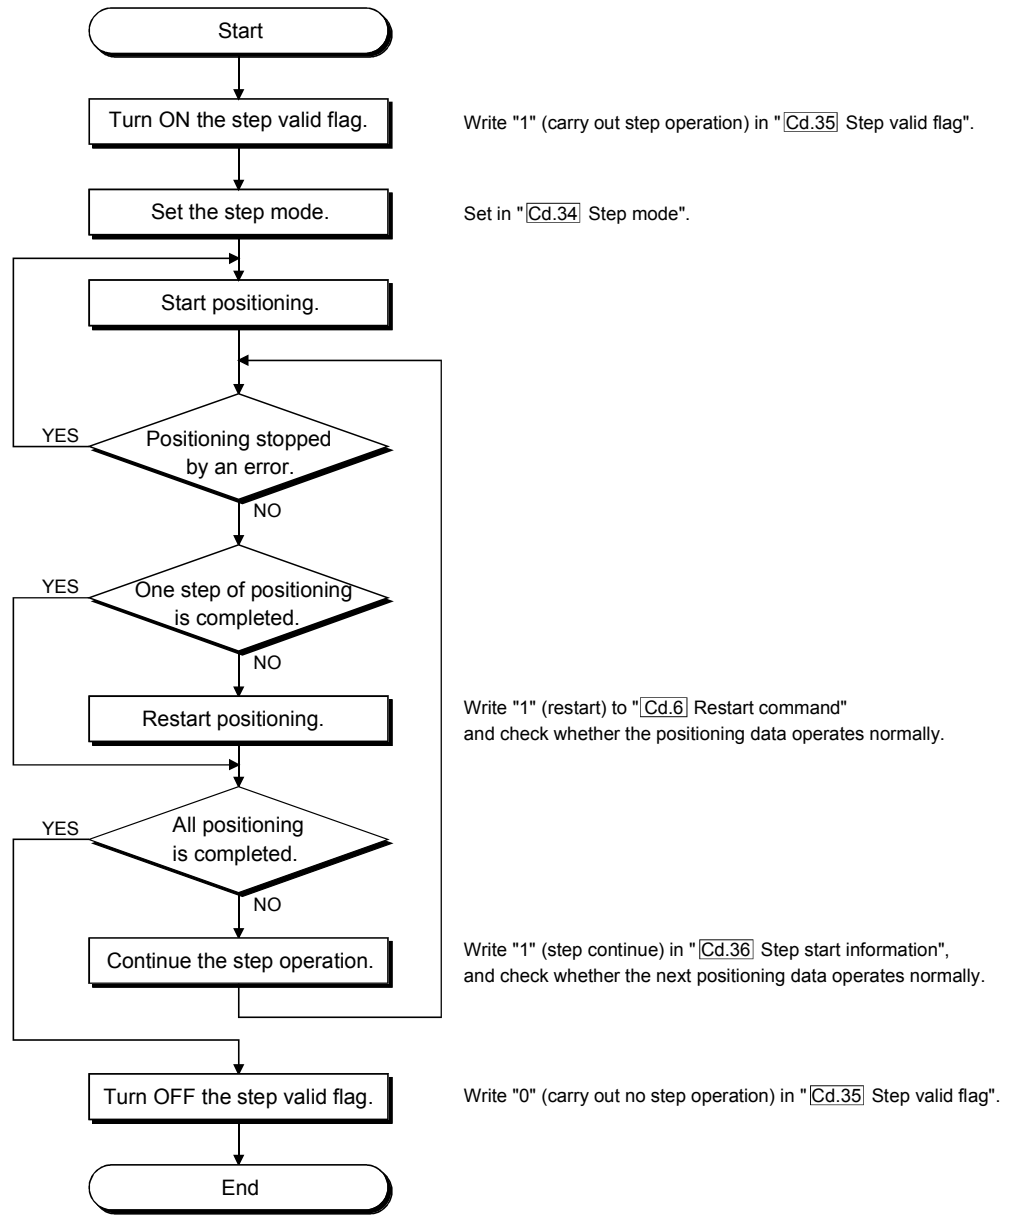 Start
Turn ON the step valid flag.
Write "1" (carry out step operation) in " Cd.35 Step valid flag".
Set the step mode.
Set in " Cd.34 Step mode".
Start positioning.
YES
Positioning stopped
by an error.
NO
YES
One step of positioning
is completed.
NO
Restart positioning.
Write "1" (restart) to " Cd.6 Restart command"
and check whether the positioning data operates normally.
YES
All positioning
is completed.
NO
Continue the step operation.
Write "1" (step continue) in " Cd.36 Step start information",
and check whether the next positioning data operates normally.
Turn OFF the step valid flag.
Write "0" (carry out no step operation) in " Cd.35 Step valid flag".
End